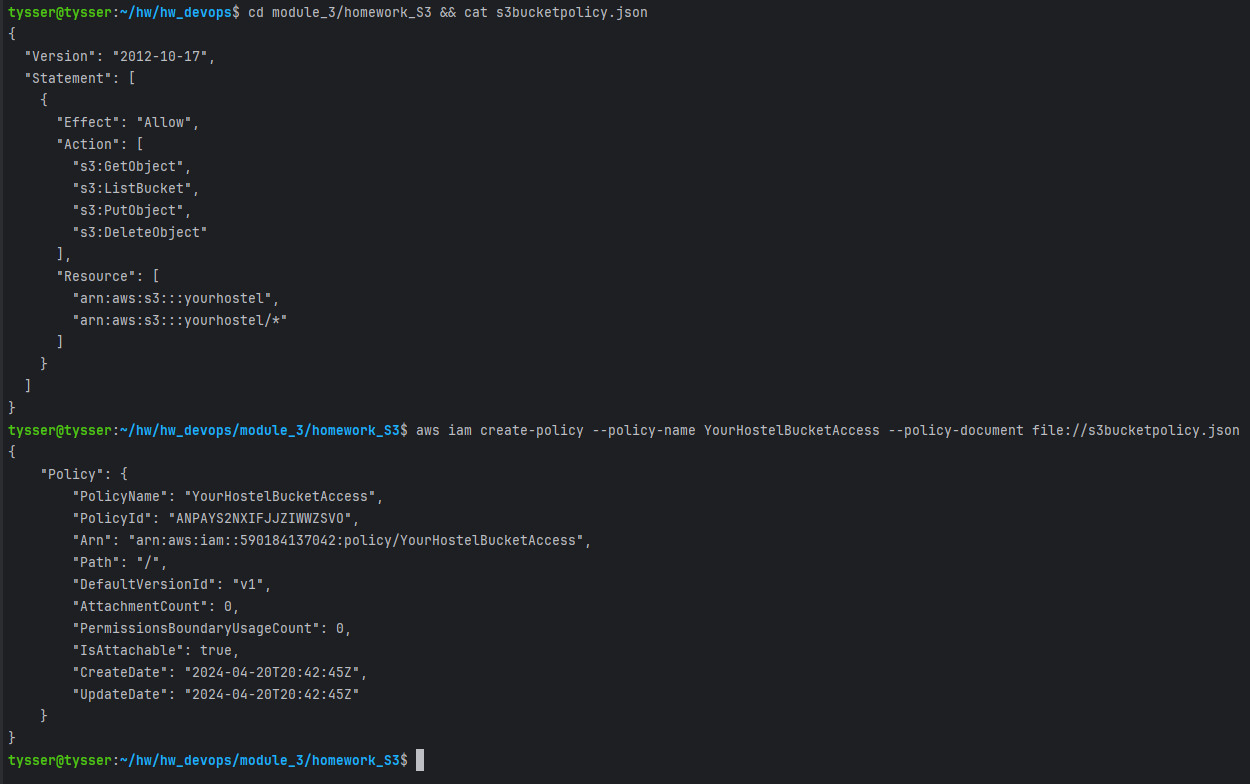 tysser@tysser:~/hw/hw_devops$ cd module_3/homework_S3 && cat s3bucketpolicy.json
{
  "Version": "2012-10-17",
  "Statement": [
    {
      "Effect": "Allow",
      "Action": [
        "s3:GetObject",
        "s3:ListBucket",
        "s3:PutObject",
        "s3:DeleteObject"
      ],
      "Resource": [
        "arn:aws:s3:::yourhostel",
        "arn:aws:s3:::yourhostel/*"
      ]
    }
  ]
}
tysser@tysser:~/hw/hw_devops/module_3/homework_S3$ aws iam create-policy --policy-name YourHostelBucketAccess --policy-document file://s3bucketpolicy.json
{
    "Policy": {
        "PolicyName": "YourHostelBucketAccess",
        "PolicyId": "ANPAYS2NXIFJJZIWWZSVO",
        "Arn": "arn:aws:iam::590184137042:policy/YourHostelBucketAccess",
        "Path": "/",
        "DefaultVersionId": "v1",
        "AttachmentCount": 0,
        "PermissionsBoundaryUsageCount": 0,
        "IsAttachable": true,
        "CreateDate": "2024-04-20T20:42:45Z",
        "UpdateDate": "2024-04-20T20:42:45Z"
    }
}
tysser@tysser:~/hw/hw_devops/module_3/homework_S3$